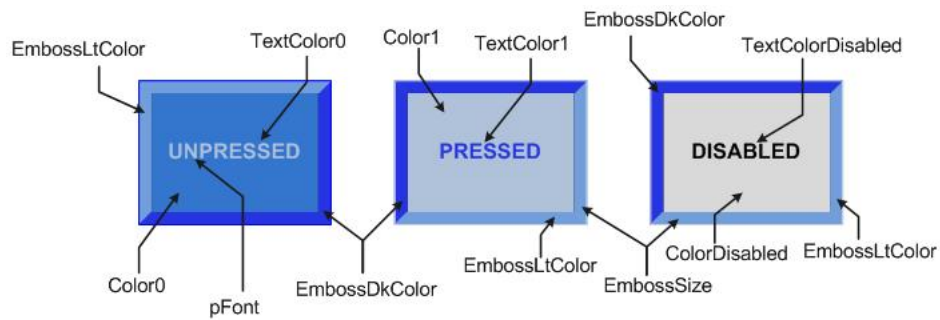 EmbossLtColor
TextColor0
Color1
TextColor1
EmbossDkColor
TextColorDisabled
UNPRESSED
PRESSED
DISABLED
Color0
pFont
EmbossDkColor
EmbossLtColor
EmbossSize
ColorDisabled
EmbossLtColor